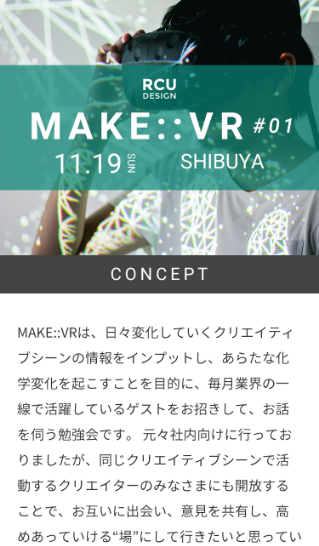 RCU
DESIGN
MAKE::VR #01
11.19 SUN SHIBUYA
CONCEPT
MAKE::VRは、日々変化していくクリエイティ
ブシーンの情報をインプットし、あらたな化
学変化を起こすことを目的に、毎月業界の一
線で活躍しているゲストをお招きして、お話
を伺う勉強会です。 元々社内向けに行ってお
りましたが、同じクリエイティブシーンで活
動するクリエイターのみなさまにも開放する
ことで、お互いに出会い、意見を共有し、高
めあっていける“場”にして行きたいと思ってい